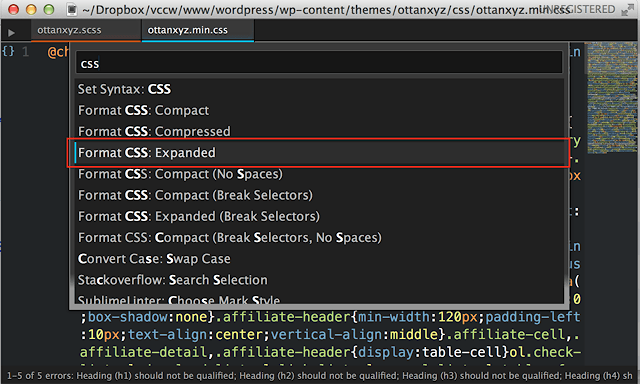 ~/Dropbox/vccw/www/wordpress/wp-content/themes/ottanxyz/css/ottanxyz.min.css
UNREGISTERED
ottanxyz.scss
ottanxyz.min.css
{} 1 @ch
css
Set Syntax: CSS
Format CSS: Compact
Format CSS: Compressed
Format CSS: Expanded
Format CSS: Compact (No Spaces)
Format CSS: Compact (Break Selectors)
Format CSS: Expanded (Break Selectors)
Format CSS: Compact (Break Selectors, No Spaces)
Convert Case: Swap Case
Stackoverflow: Search Selection
SublimeLinter: Choose Mark Style
;box-shadow:none}.affiliate-header{min-width:120px;padding-left
:10px;text-align:center;vertical-align:middle}.affiliate-cell,.
affiliate-detail,.affiliate-header{display:table-cell}ol.check-
1-5 of 5 errors: Heading (h1) should not be qualified; Heading (h2) should not be qualified; Heading (h3) should not be qualified; Heading (h4) sh